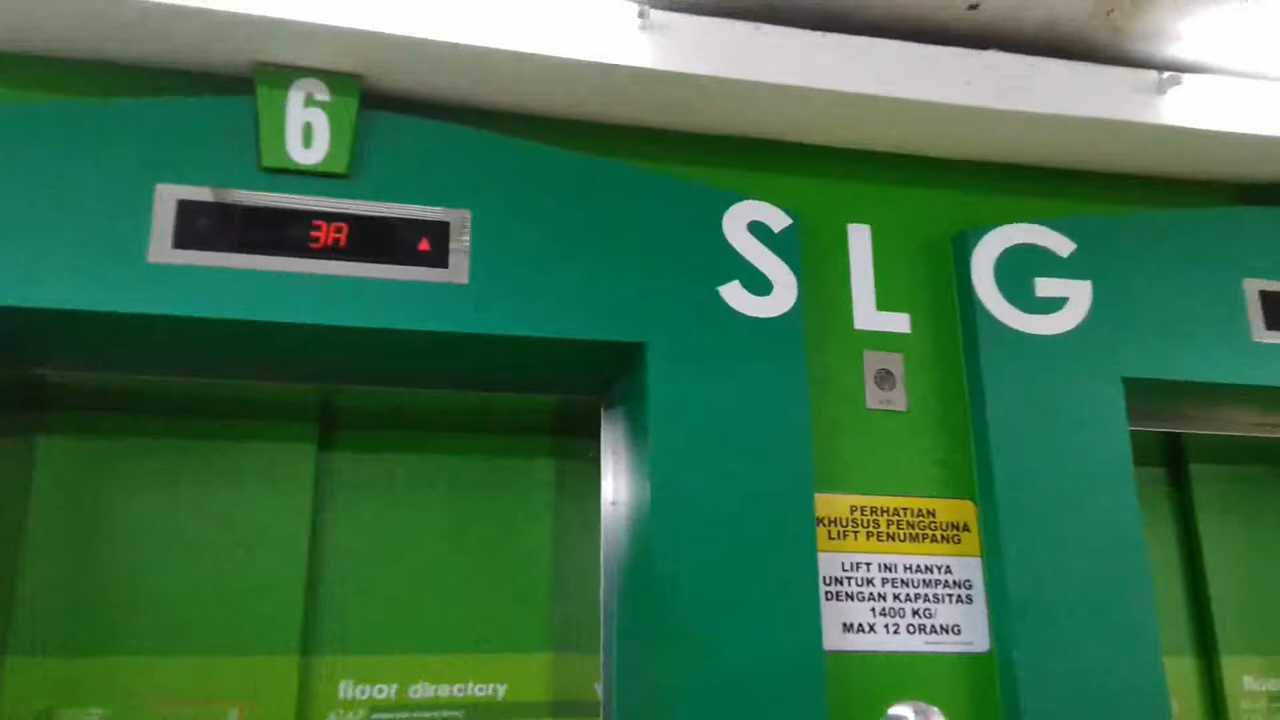 6
3A
SLG
PERHATIAN
KHUSUS PENGGUNA
LIFT PENUMPANG
LIFT INI HANYA
UNTUK PENUMPANG
DENGAN KAPASITAS
1400 KG/
MAX 12 ORANG
floor directory
floo